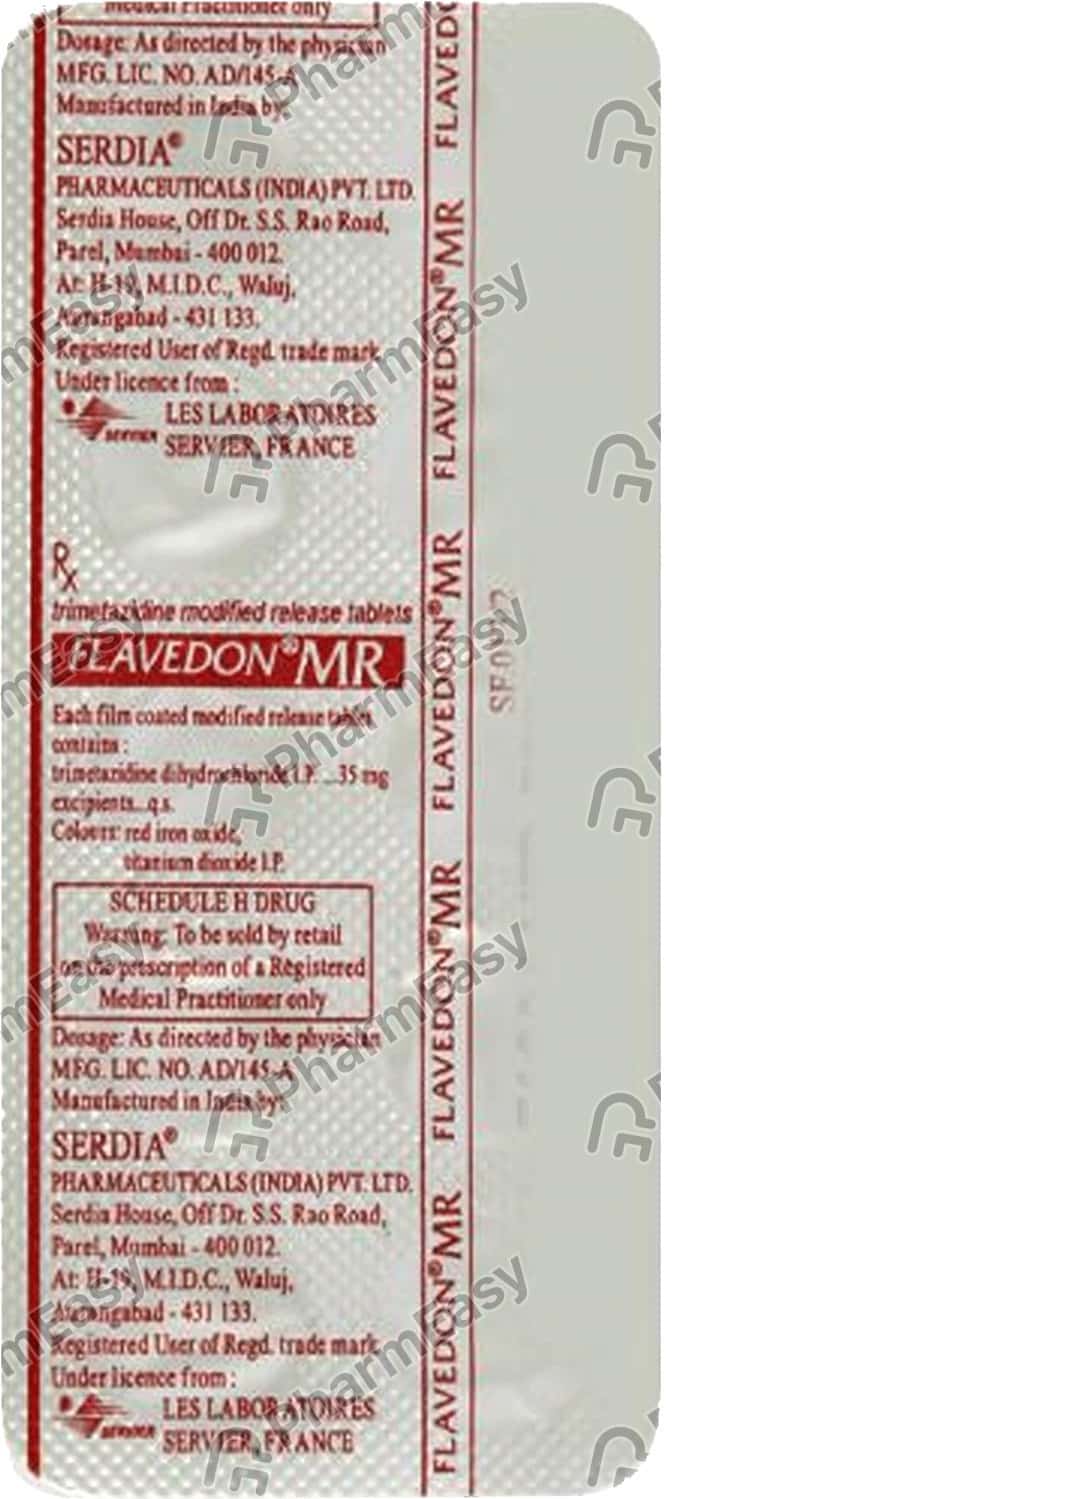 Medical Practitioner only
Dosage: As directed by the physician
MFG. LIC. NO. AD/145-A
Manufactured in India by:
SERDIA®
PHARMACEUTICALS (INDIA) PVT. LTD.
Serdia House, Off Dr. S.S. Rao Road,
Parel, Mumbai - 400 012.
At: H-19, M.I.D.C., Waluj,
Aurangabad - 431 133.
Registered User of Regd. trade mark
Under licence from :
SERVIER
LES LABORATOIRES
SERVIER, FRANCE
Rx
trimetazidine modified release tablets
FLAVEDON® MR
Each film coated modified release tablet
contains :
trimetazidine dihydrochloride I.P. ...35 mg
excipients...q.s.
Colours: red iron oxide,
titanium dioxide I.P.
SCHEDULE H DRUG
Warning: To be sold by retail
on the prescription of a Registered
Medical Practitioner only
Dosage: As directed by the physician
MFG. LIC. NO. AD/145-A
Manufactured in India by:
SERDIA®
PHARMACEUTICALS (INDIA) PVT. LTD.
Serdia House, Off Dr. S.S. Rao Road,
Parel, Mumbai - 400 012.
At: H-19, M.I.D.C., Waluj,
Aurangabad - 431 133.
Registered User of Regd. trade mark
Under licence from :
SERVIER
LES LABORATOIRES
SERVIER, FRANCE
FLAVEDON® MR
FLAVEDON® MR
FLAVEDON® MR
FLAVEDON® MR
FLAVED
PharmEasy
PharmEasy
PharmEasy
PharmEasy